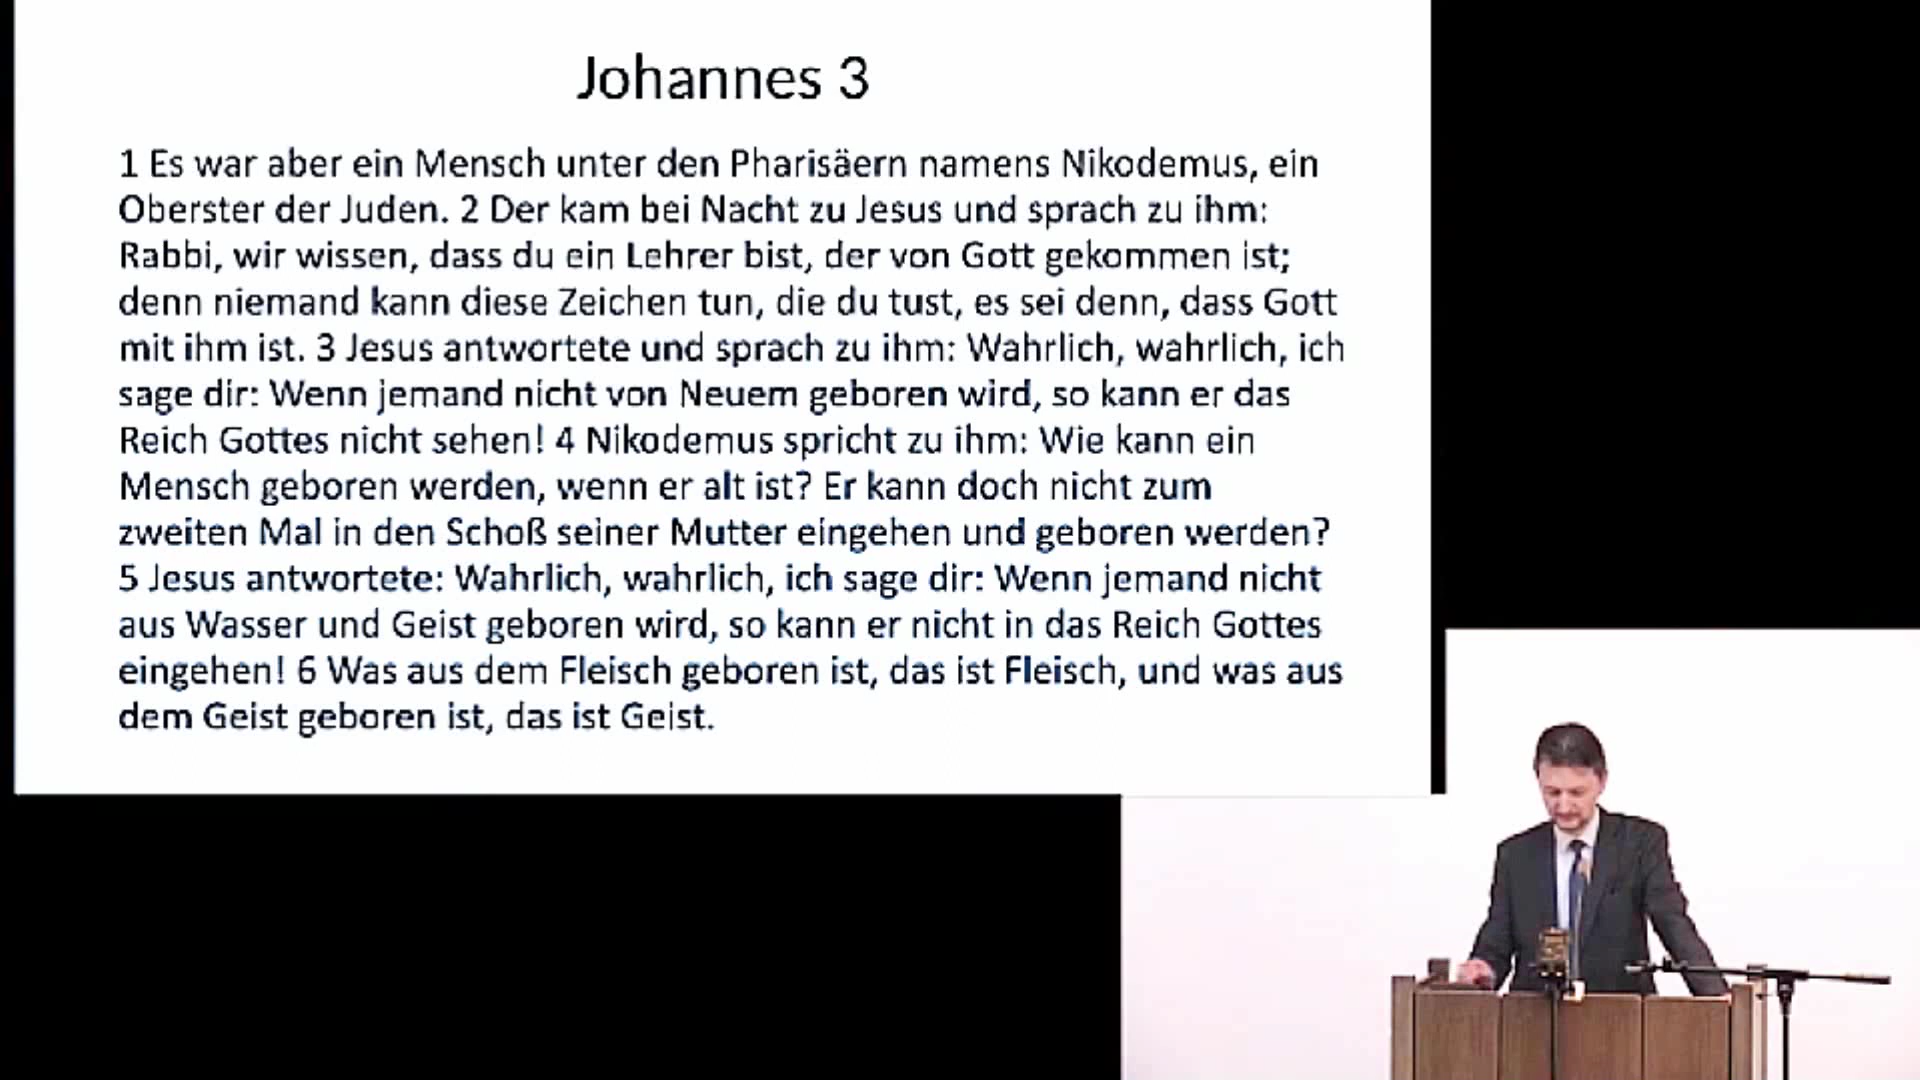 Johannes 3
1 Es war aber ein Mensch unter den Pharisäern namens Nikodemus, ein
Oberster der Juden. 2 Der kam bei Nacht zu Jesus und sprach zu ihm:
Rabbi, wir wissen, dass du ein Lehrer bist, der von Gott gekommen ist;
denn niemand kann diese Zeichen tun, die du tust, es sei denn, dass Gott
mit ihm ist. 3 Jesus antwortete und sprach zu ihm: Wahrlich, wahrlich, ich
sage dir: Wenn jemand nicht von Neuem geboren wird, so kann er das
Reich Gottes nicht sehen! 4 Nikodemus spricht zu ihm: Wie kann ein
Mensch geboren werden, wenn er alt ist? Er kann doch nicht zum
zweiten Mal in den Schoß seiner Mutter eingehen und geboren werden?
5 Jesus antwortete: Wahrlich, wahrlich, ich sage dir: Wenn jemand nicht
aus Wasser und Geist geboren wird, so kann er nicht in das Reich Gottes
eingehen! 6 Was aus dem Fleisch geboren ist, das ist Fleisch, und was aus
dem Geist geboren ist, das ist Geist.